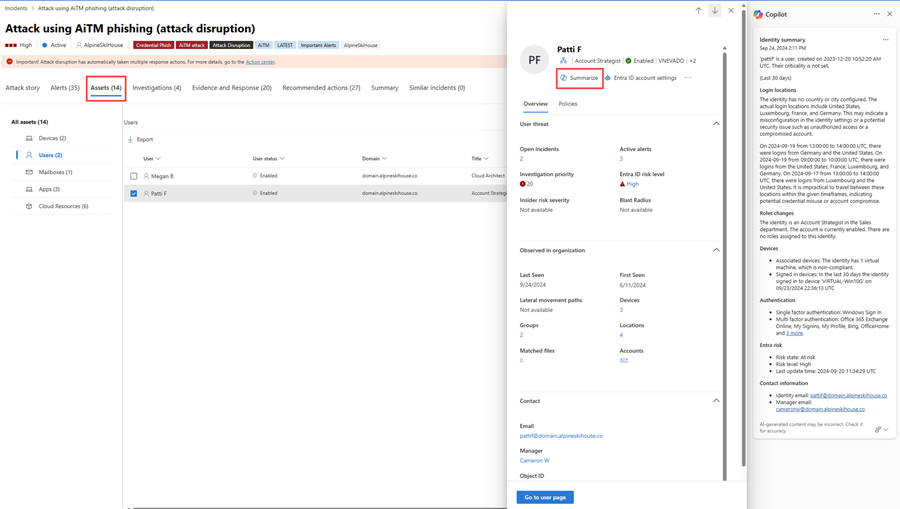 Incidents > Attack using AiTM phishing (attack disruption)
Attack using AiTM phishing (attack disruption)
High Active AlpineSkiHouse Credential Phish AiTM attack Attack Disruption AiTM LATEST Important Alerts AlpineSkiHouse
Important! Attack disruption has automatically taken multiple response actions. For more details, go to the Action center.
Attack story Alerts (35) Assets (14) Investigations (4) Evidence and Response (20) Recommended actions (27) Summary Similar incidents (0)
All assets (14)
Devices (2)
Users (2)
Mailboxes (1)
Apps (3)
Cloud Resources (6)
Users
Export
User User status Domain Title
Megan B Enabled domain.alpineskihouse.co Cloud Architect
Patti F Enabled domain.alpineskihouse.co Account Strateg
PF
Patti F
Account Strategist Enabled VNEVADO +2
Summarize Entra ID account settings ...
Overview Policies
User threat
Open incidents Active alerts
2 3
Investigation priority Entra ID risk level
20 High
Insider risk severity Blast Radius
Not available Not available
Observed in organization
Last Seen First Seen
9/24/2024 6/11/2024
Lateral movement paths Devices
Not available 3
Groups Locations
2 4
Matched files Accounts
0 3
Contact
Email
pattif@domain.alpineskihouse.co
Manager
Cameron W
Object ID
Go to user page
Copilot
Identity summary
Sep 24, 2024 2:11 PM
'pattif' is a user, created on 2023-12-20 10:52:20 AM
UTC. Their criticality is not set.
(Last 30 days)
Login locations
The identity has no country or city configured. The
actual login locations include United States,
Luxembourg, France, and Germany. This may indicate a
misconfiguration in the identity settings or a potential
security issue such as unauthorized access or a
compromised account.
On 2024-09-19 from 13:00:00 to 14:00:00 UTC, there
were logins from Germany and the United States. On
2024-09-19 from 09:00:00 to 10:00:00 UTC, there were
logins from the United States, France, Luxembourg, and
Germany. On 2024-09-17 from 13:00:00 to 14:00:00
UTC, there were logins from Luxembourg and the
United States. It is impractical to travel between these
locations within the given timeframes, indicating
potential credential misuse or account compromise.
Roles changes
The identity is an Account Strategist in the Sales
department. The account is currently enabled. There are
no roles assigned to this identity.
Devices
• Associated devices: The identity has 1 virtual
machine, which is non-compliant.
• Signed in devices: In the last 30 days the identity
signed in to device 'VIRTUAL-Win10G' on
09/23/2024 22:36:13 UTC
Authentication
• Single factor authentication: Windows Sign In
• Multi factor authentication: Office 365 Exchange
Online, My Signins, My Profile, Bing, OfficeHome
and 3 more.
Entra risk
• Risk state: At risk
• Risk level: High
• Last update time: 2024-09-20 11:34:29 UTC
Contact information
• Identity email: pattif@domain.alpineskihouse.co
• Manager email:
cameronw@domain.alpineskihouse.co
AI-generated content may be incorrect. Check it
for accuracy.